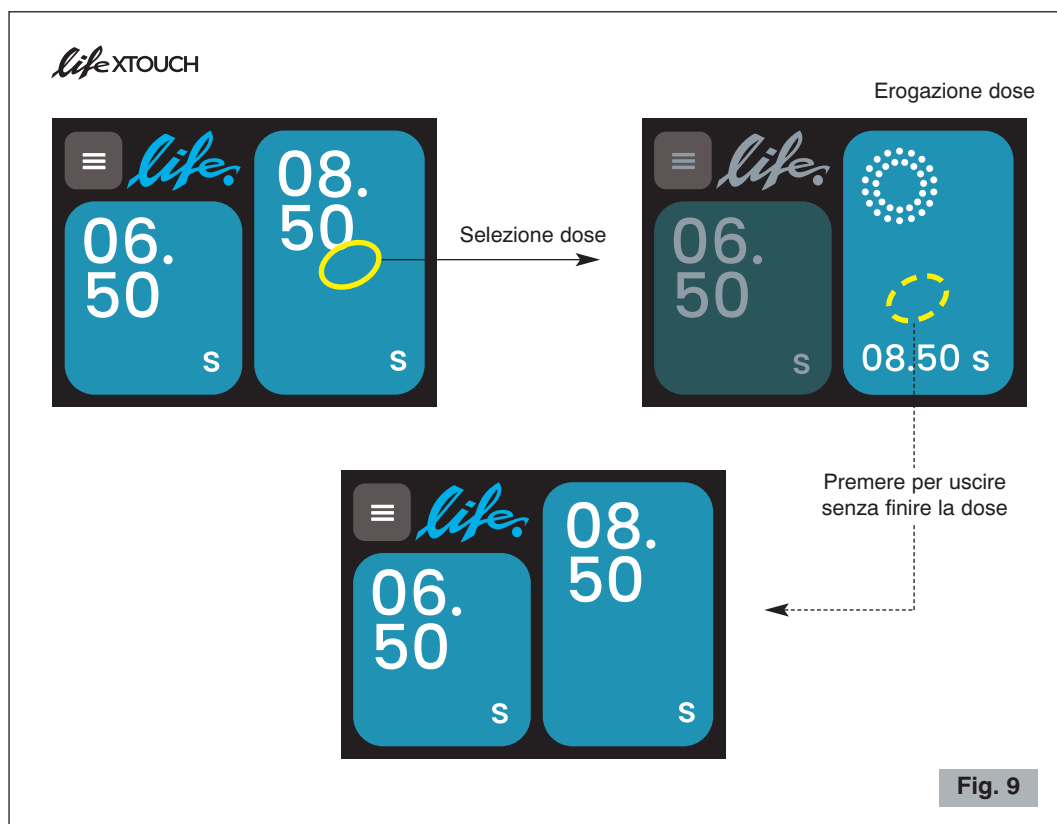 life XTOUCH
Erogazione dose
life.
08.
50
s
06.
50
s
Selezione dose
life.
06.
50
s
08.50 s
Premere per uscire
senza finire la dose
life.
08.
50
s
06.
50
s
Fig. 9